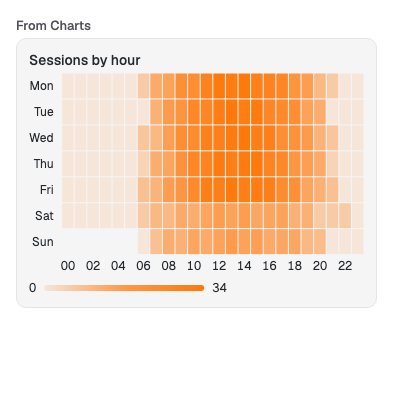 From Charts
Sessions by hour
Mon
Tue
Wed
Thu
Fri
Sat
Sun
00 02 04 06 08 10 12 14 16 18 20 22
0 34